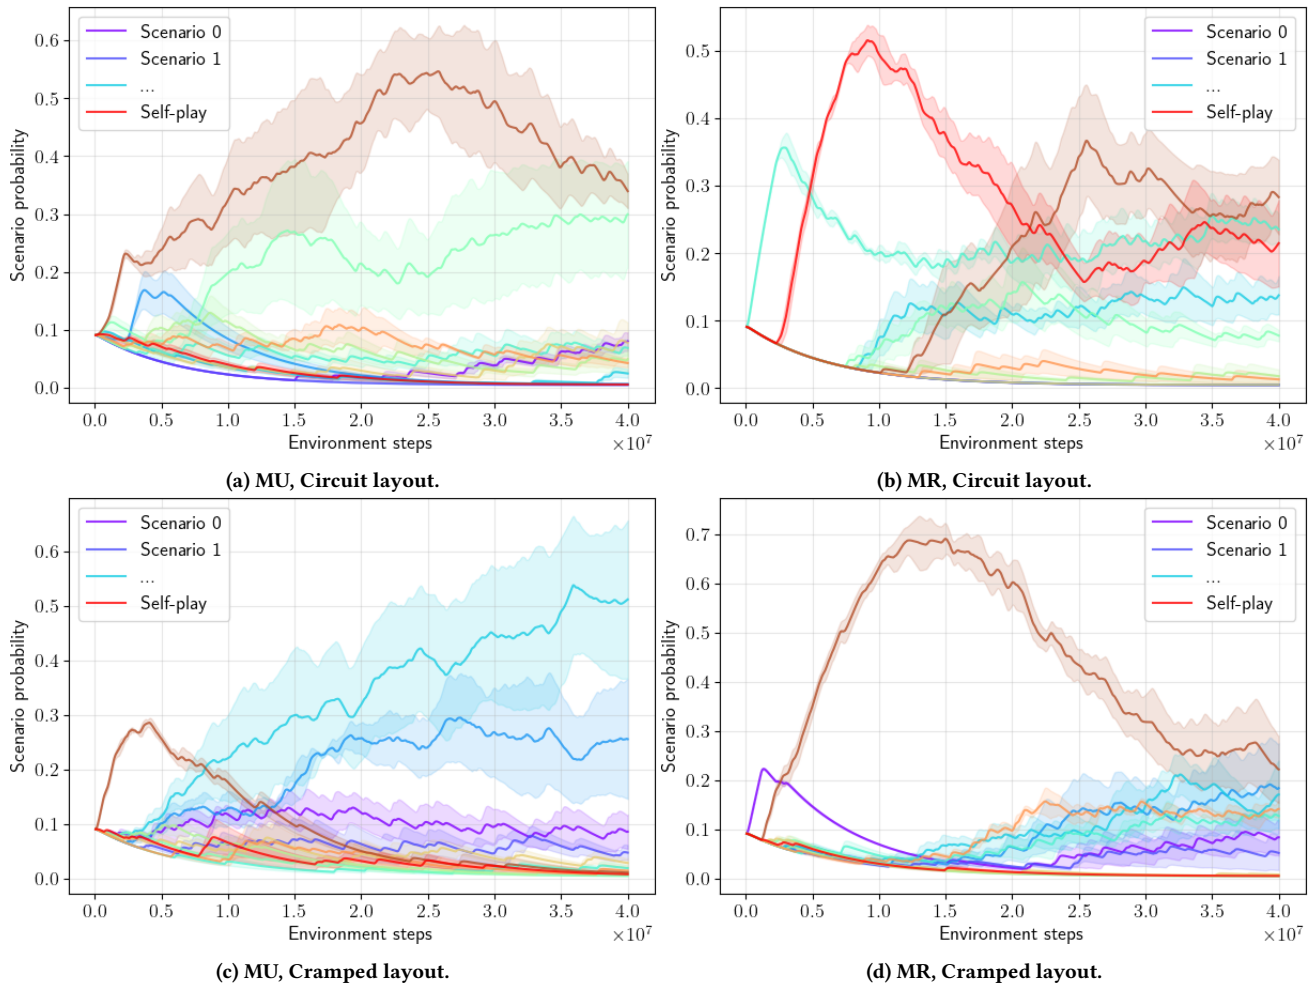 Scenario probability
0.6
0.5
0.4
0.3
0.2
0.1
0.0
Scenario 0
Scenario 1
...
Self-play
0.0 0.5 1.0 1.5 2.0 2.5 3.0 3.5 4.0
Environment steps
×10⁷
(a) MU, Circuit layout.
Scenario probability
0.5
0.4
0.3
0.2
0.1
0.0
Scenario 0
Scenario 1
...
Self-play
0.0 0.5 1.0 1.5 2.0 2.5 3.0 3.5 4.0
Environment steps
×10⁷
(b) MR, Circuit layout.
Scenario probability
0.6
0.5
0.4
0.3
0.2
0.1
0.0
Scenario 0
Scenario 1
...
Self-play
0.0 0.5 1.0 1.5 2.0 2.5 3.0 3.5 4.0
Environment steps
×10⁷
(c) MU, Cramped layout.
Scenario probability
0.7
0.6
0.5
0.4
0.3
0.2
0.1
0.0
Scenario 0
Scenario 1
...
Self-play
0.0 0.5 1.0 1.5 2.0 2.5 3.0 3.5 4.0
Environment steps
×10⁷
(d) MR, Cramped layout.